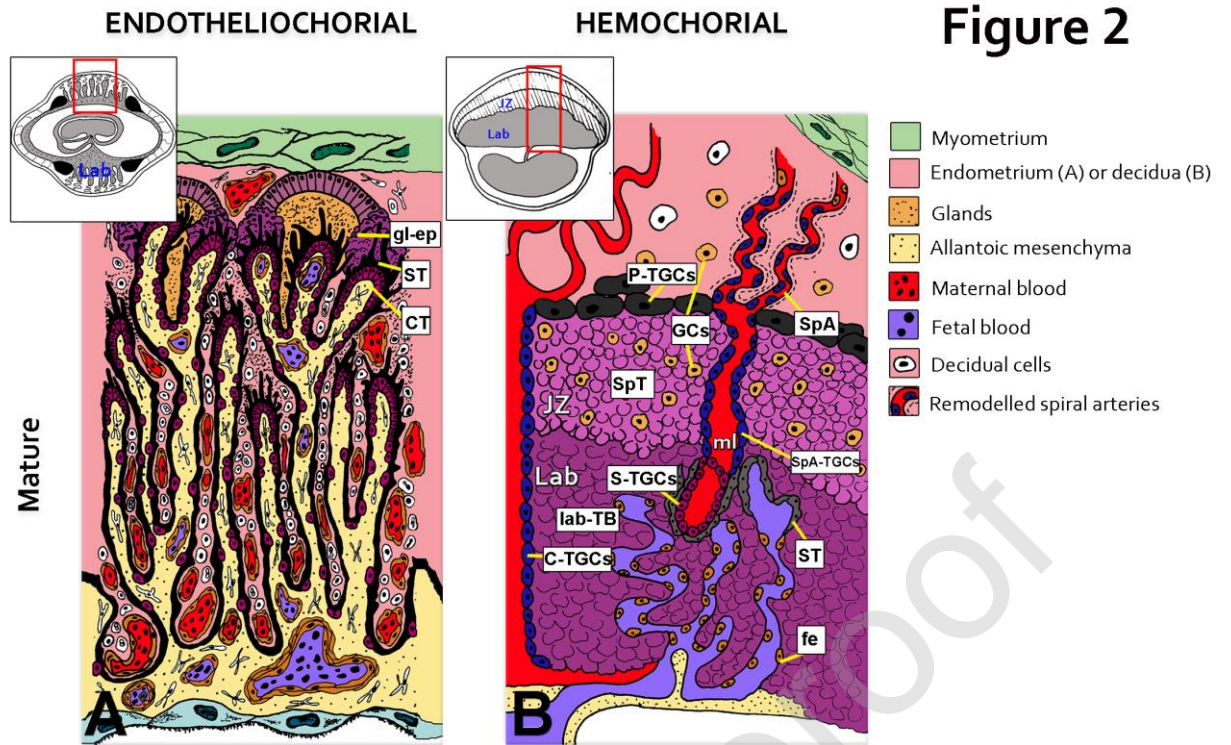 ENDOTHELIOCHORIAL
HEMOCHORIAL
Figure 2
Lab
JZ
Lab
Myometrium
Endometrium (A) or decidua (B)
Glands
Allantoic mesenchyma
Maternal blood
Fetal blood
Decidual cells
Remodelled spiral arteries
Mature
gl-ep
ST
CT
A
P-TGCs
GCs
SpA
SpT
JZ
ml
SpA-TGCs
Lab
S-TGCs
lab-TB
ST
C-TGCs
fe
B
proof